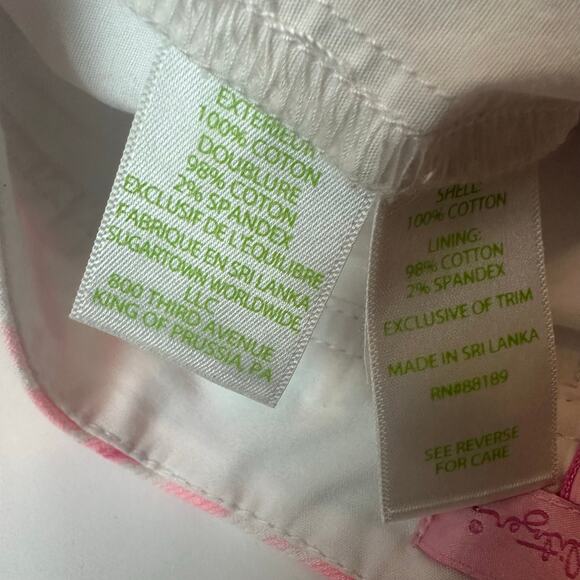 EXTERIEUR
100% COTON
DOUBLURE
98% COTON
2% SPANDEX
EXCLUSIF DE L'ÉQUILIBRE
FABRIQUE EN SRI LANKA
SUGARTOWN WORLDWIDE
LLC
800 THIRD AVENUE
KING OF PRUSSIA, PA
SHELL:
100% COTTON
LINING:
98% COTTON
2% SPANDEX
EXCLUSIVE OF TRIM
MADE IN SRI LANKA
RN#88189
SEE REVERSE
FOR CARE